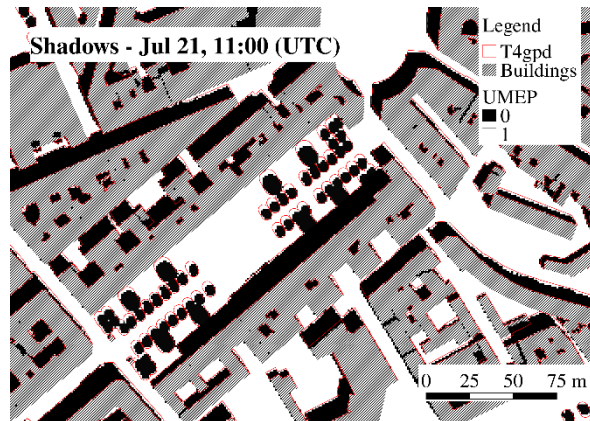 Shadows - Jul 21, 11:00 (UTC)
Legend
T4gpd
Buildings
UMEP
0
1
0 25 50 75 m